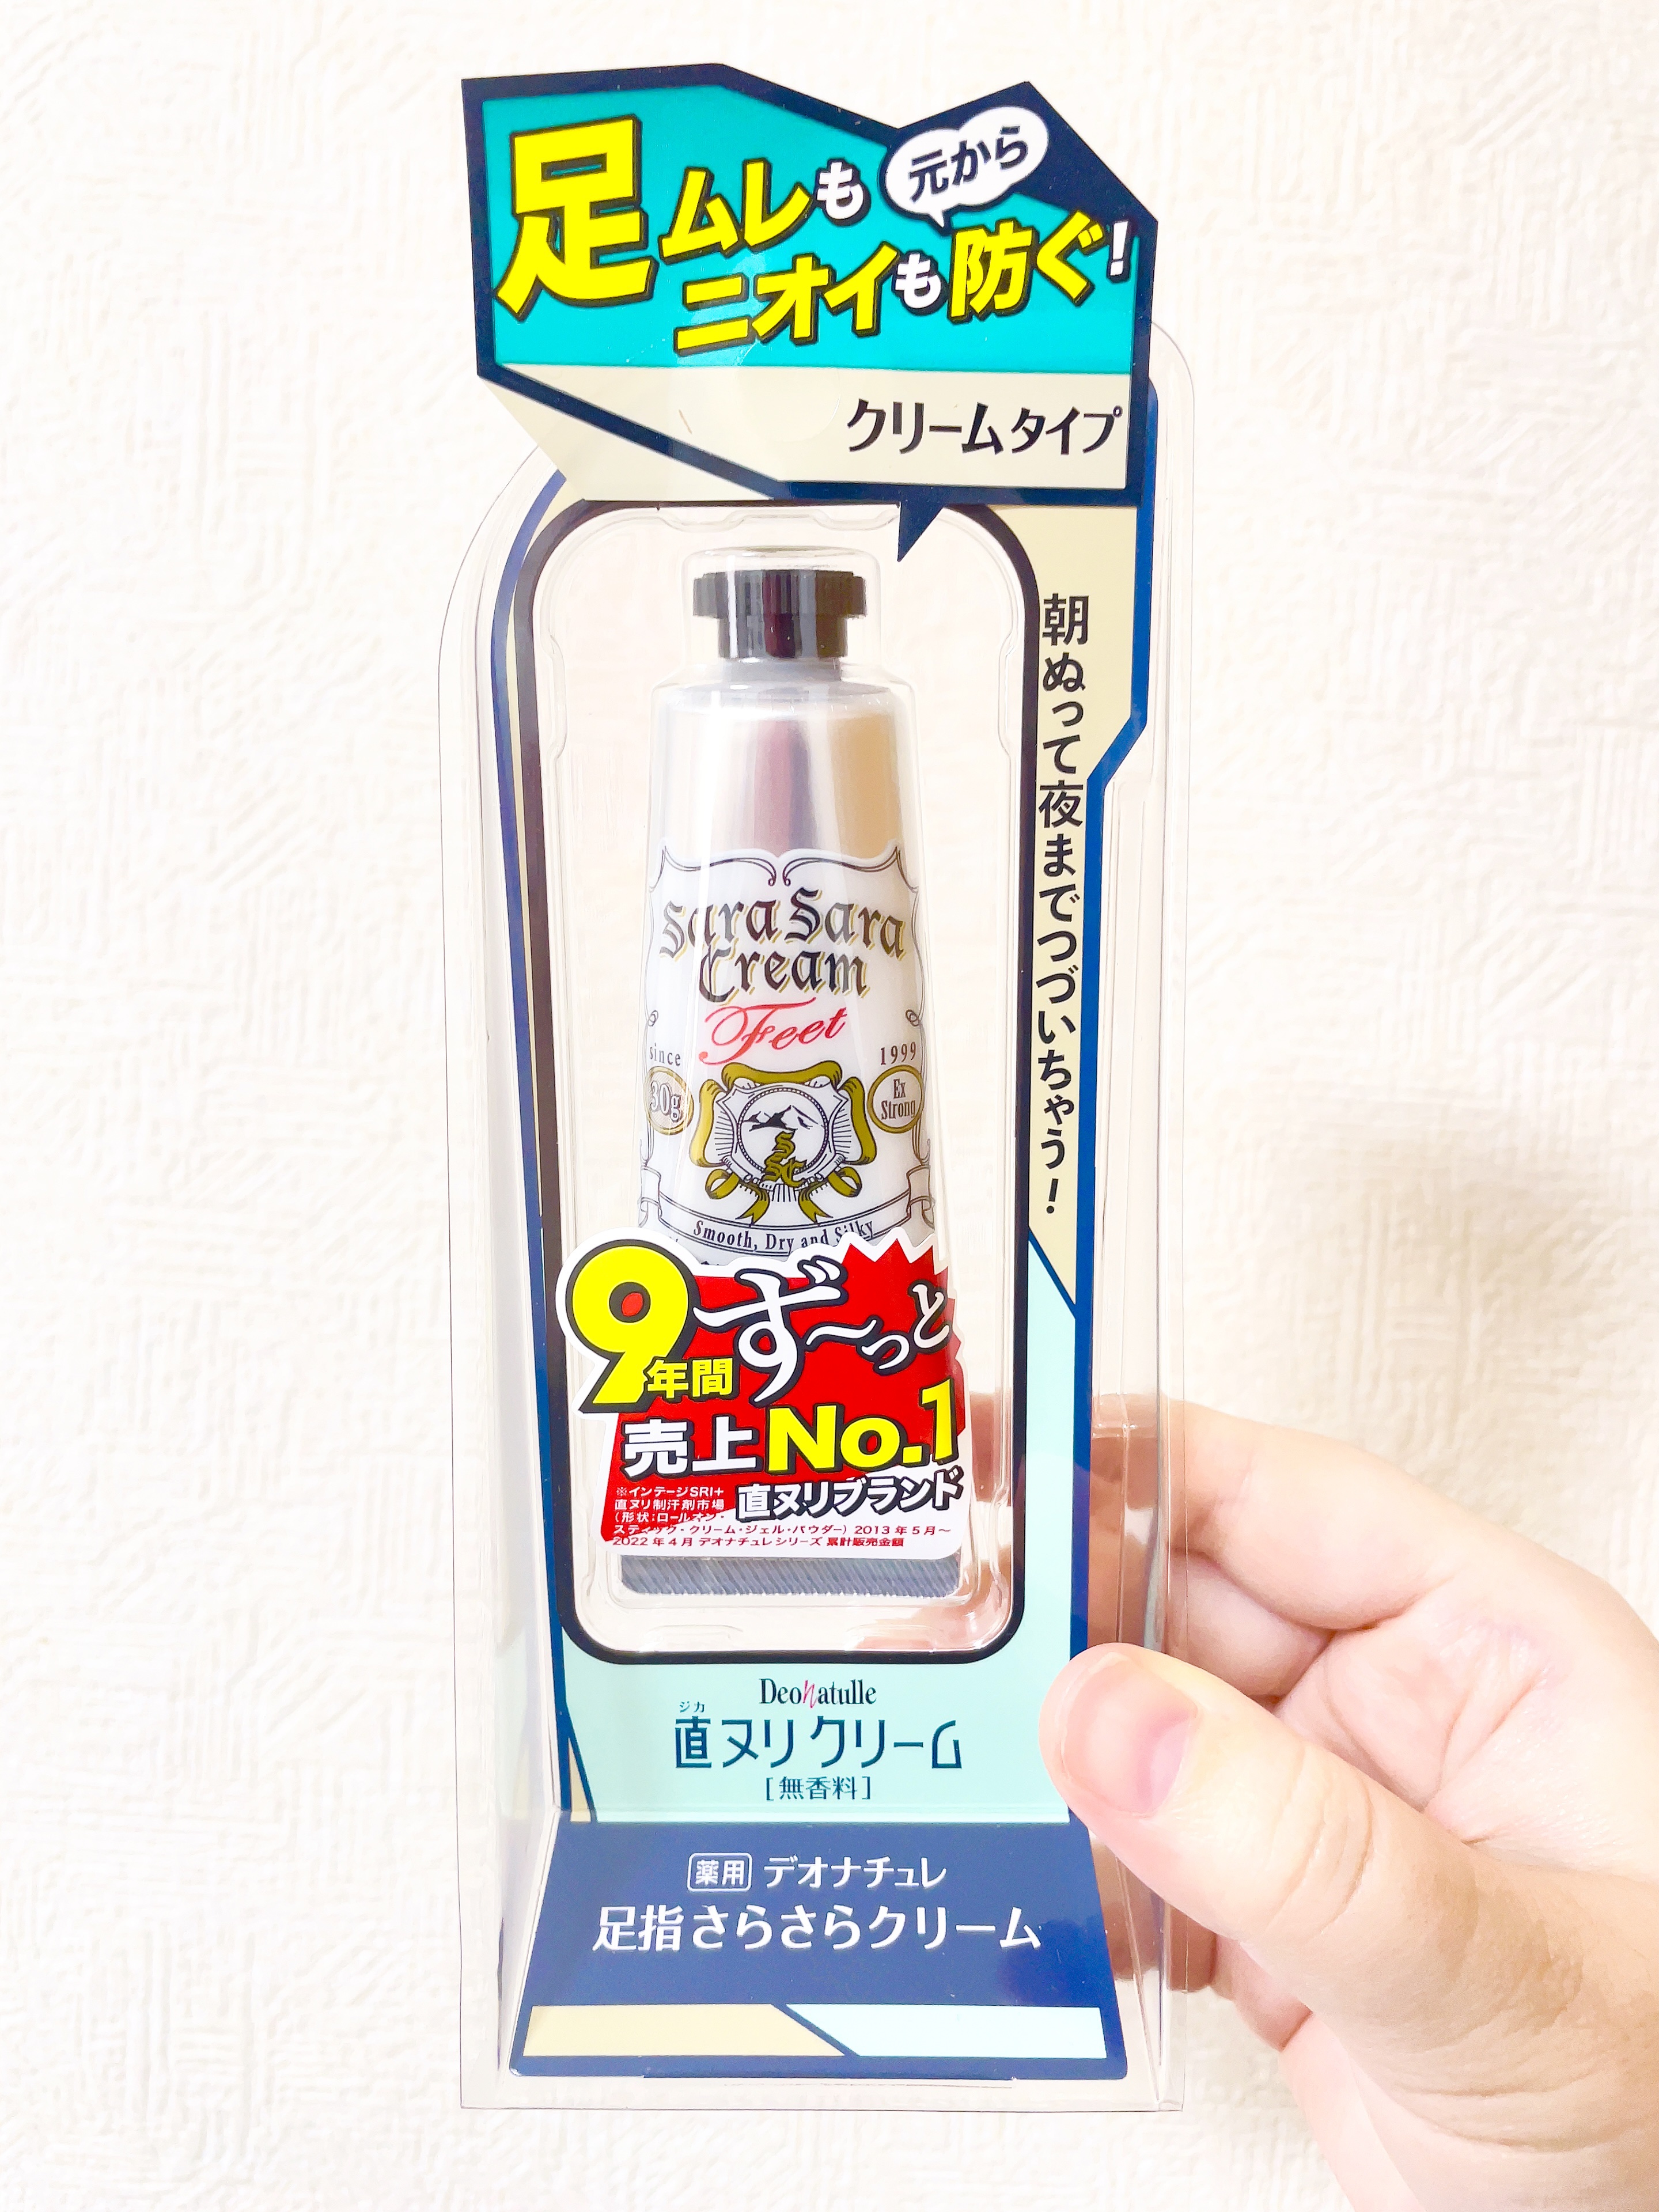 足ムレも
元から
ニオイも防ぐ!
クリームタイプ
朝ぬって夜までつづいちゃう!
Sara Sara
Cream
Feet
since
1999
30g
Ex
Strong
SSC
Smooth, Dry and Silky
9年間
ず〜っと
売上No.1
直ヌリブランド
※インテージSRI+
直ヌリ制汗剤市場
(形状:ロールオン・
スティック・クリーム・ジェル・パウダー) 2013年5月〜
2022年4月 デオナチュレシリーズ 累計販売金額
Deonatulle
ジカ
直ヌリクリーム
[無香料]
薬用 デオナチュレ
足指さらさらクリーム